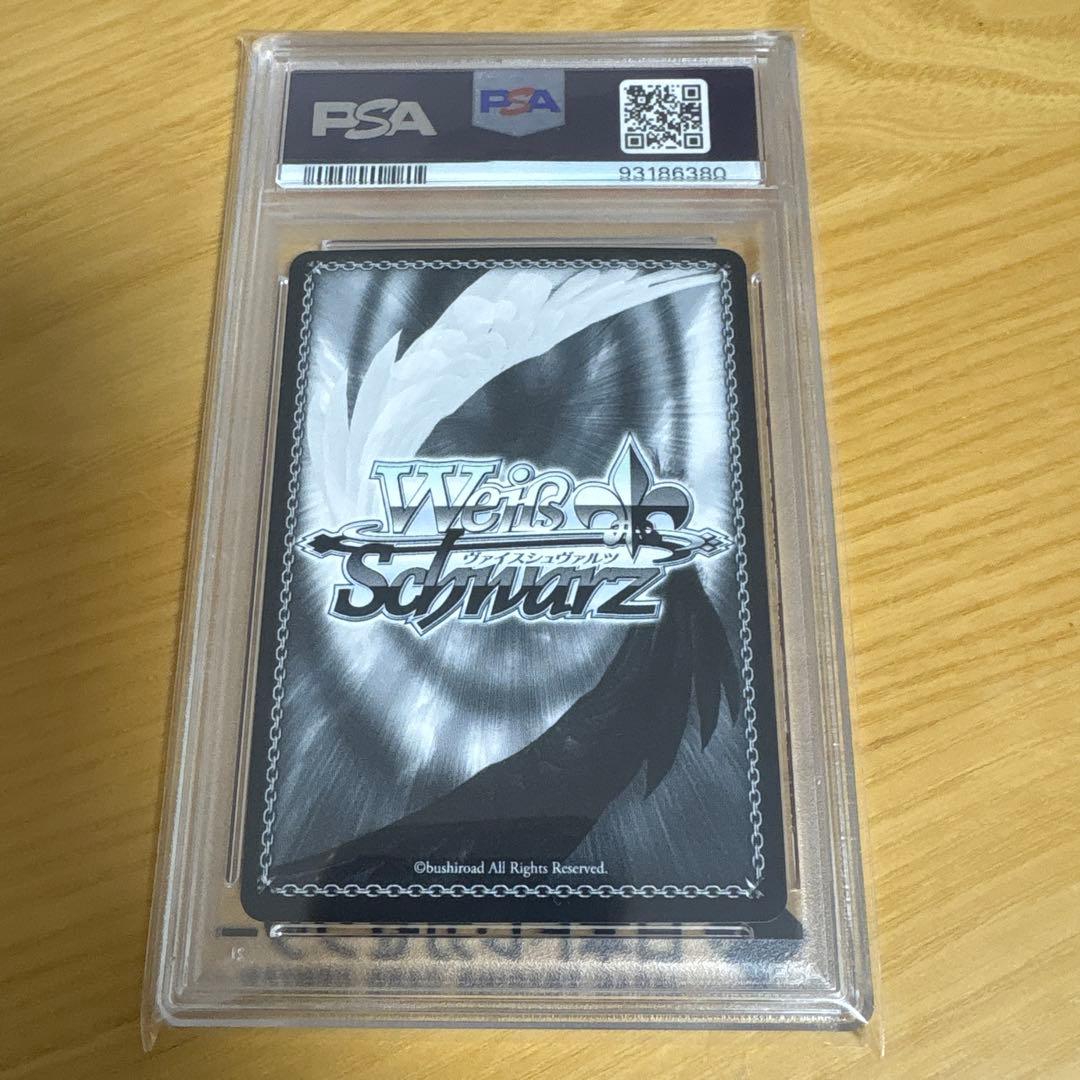 PSA
PSA
93186380
Weiß
ヴァイスシュヴァルツ
Schwarz
©bushiroad All Rights Reserved.